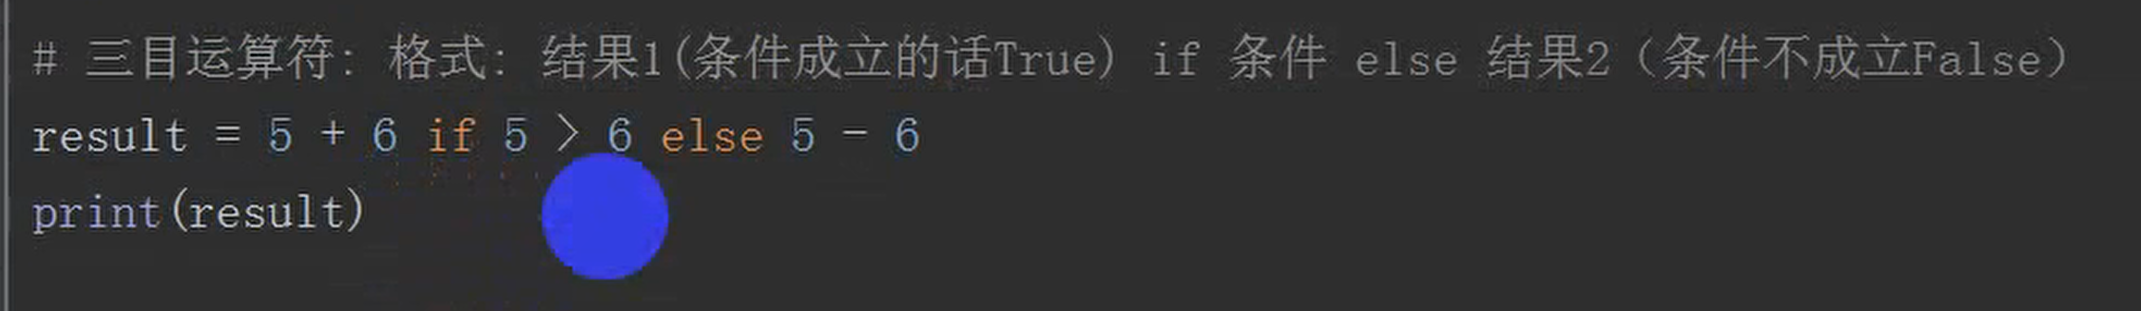 # 三目运算符: 格式: 结果1(条件成立的话True) if 条件 else 结果2（条件不成立False）
result = 5 + 6 if 5 > 6 else 5 - 6
print(result)